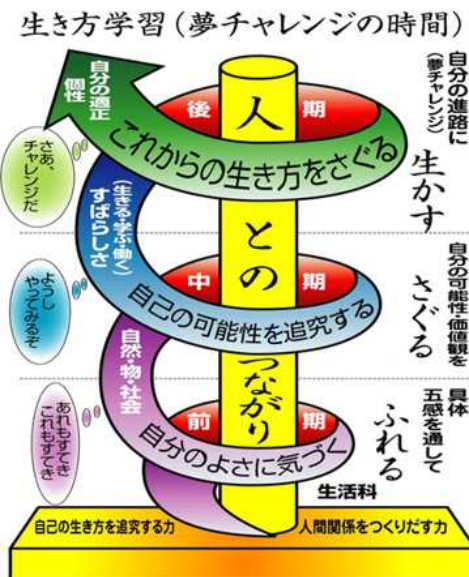 生き方学習(夢チャレンジの時間)
自分の適正
個性
後期
これからの生き方をさぐる
さあ、
チャレンジだ
自分の進路に
(夢チャレンジ)
生かす
人とのつながり
(生きる・学ぶ・働く)
すばらしさ
中期
自己の可能性を追究する
ようし
やってみるぞ
自分の可能性・価値観を
さぐる
自然・物・社会
前期
自分のよさに気づく
あれもすてき
これもすてき
具体
五感を通して
ふれる
生活科
自己の生き方を追究する力
人間関係をつくりだす力